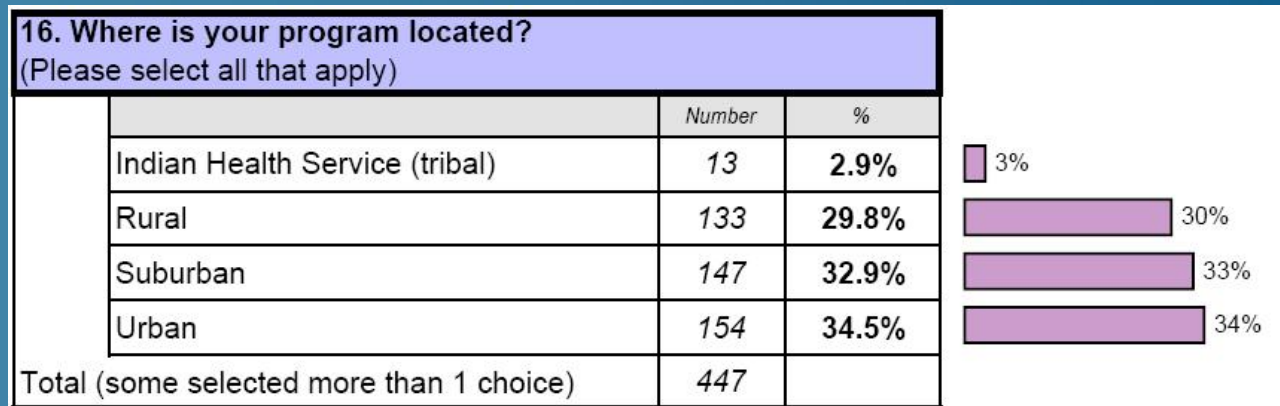 16. Where is your program located?
(Please select all that apply)
Number %
Indian Health Service (tribal) 13 2.9% 3%
Rural 133 29.8% 30%
Suburban 147 32.9% 33%
Urban 154 34.5% 34%
Total (some selected more than 1 choice) 447